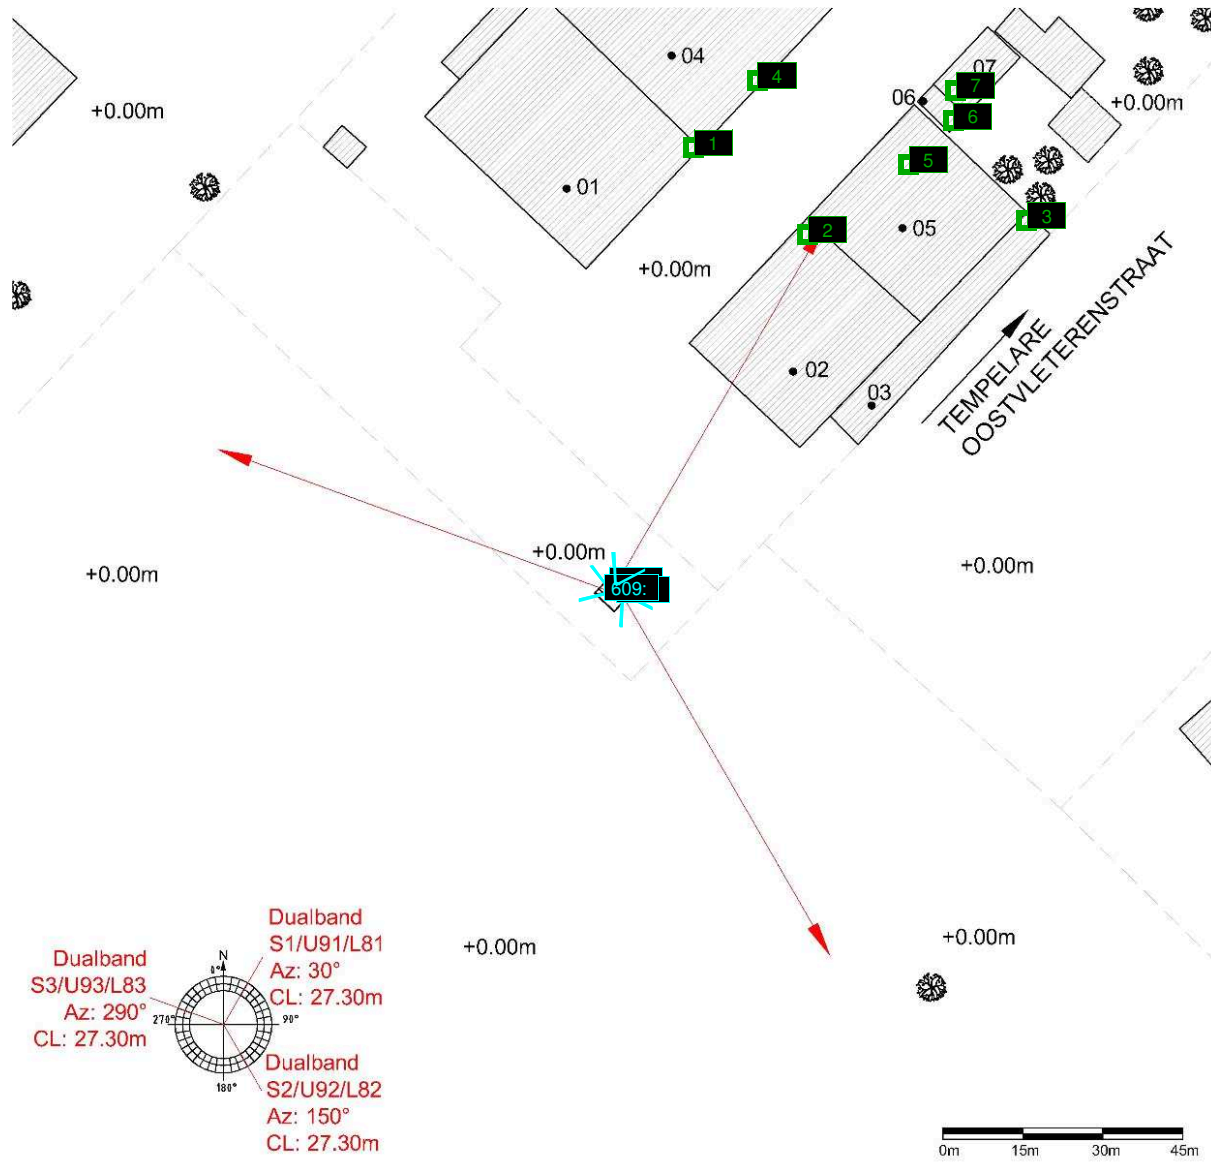 04
4
07
7
06
6
+0.00m
+0.00m
1
5
01
3
2
05
+0.00m
TEMPELARE
OOSTVLETERENSTRAAT
02
03
+0.00m
+0.00m
+0.00m
609:
Dualband
S1/U91/L81
Az: 30°
CL: 27.30m
+0.00m
+0.00m
Dualband
S3/U93/L83
Az: 290°
CL: 27.30m
N
0°
270°
90°
180°
Dualband
S2/U92/L82
Az: 150°
CL: 27.30m
0m 15m 30m 45m